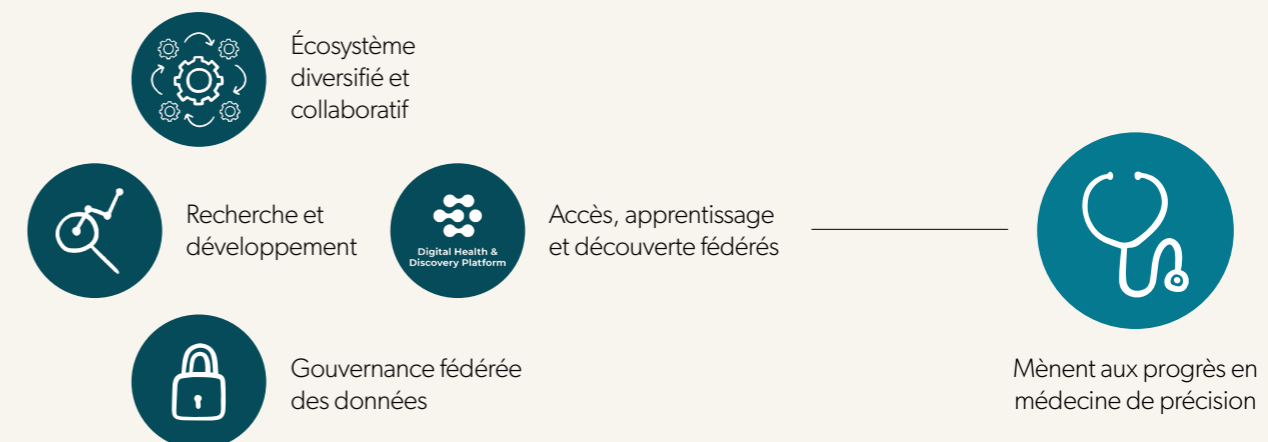 Écosystème
diversifié et
collaboratif
Recherche et
développement
Digital Health &
Discovery Platform
Accès, apprentissage
et découverte fédérés
Gouvernance fédérée
des données
Mènent aux progrès en
médecine de précision